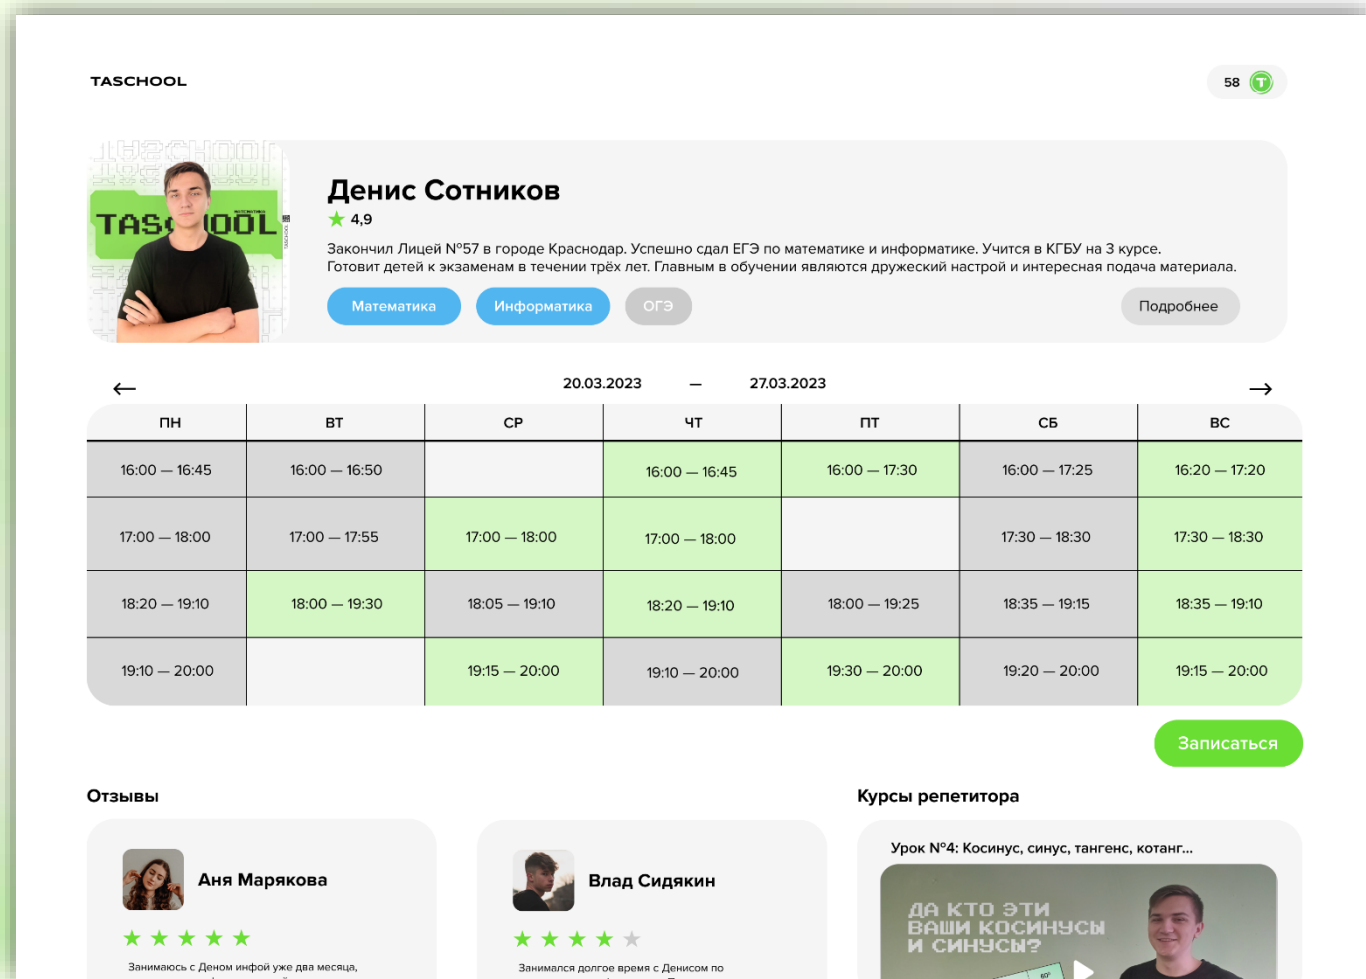 TASCHOOL
58
TASCHOOL
МАТЕМАТИКА
Денис Сотников
4,9
Закончил Лицей №57 в городе Краснодар. Успешно сдал ЕГЭ по математике и информатике. Учится в КГБУ на 3 курсе.
Готовит детей к экзаменам в течении трёх лет. Главным в обучении являются дружеский настрой и интересная подача материала.
Математика Информатика ОГЭ Подробнее
20.03.2023 — 27.03.2023
ПН ВТ СР ЧТ ПТ СБ ВС
16:00 — 16:45 16:00 — 16:50 16:00 — 16:45 16:00 — 17:30 16:00 — 17:25 16:20 — 17:20
17:00 — 18:00 17:00 — 17:55 17:00 — 18:00 17:00 — 18:00 17:30 — 18:30 17:30 — 18:30
18:20 — 19:10 18:00 — 19:30 18:05 — 19:10 18:20 — 19:10 18:00 — 19:25 18:35 — 19:15 18:35 — 19:10
19:10 — 20:00 19:15 — 20:00 19:10 — 20:00 19:30 — 20:00 19:20 — 20:00 19:15 — 20:00
Записаться
Отзывы
Аня Марякова
Занимаюсь с Деном инфой уже два месяца,
Влад Сидякин
Занимался долгое время с Денисом по
Курсы репетитора
Урок №4: Косинус, синус, тангенс, котанг...
ДА КТО ЭТИ
ВАШИ КОСИНУСЫ
И СИНУСЫ?